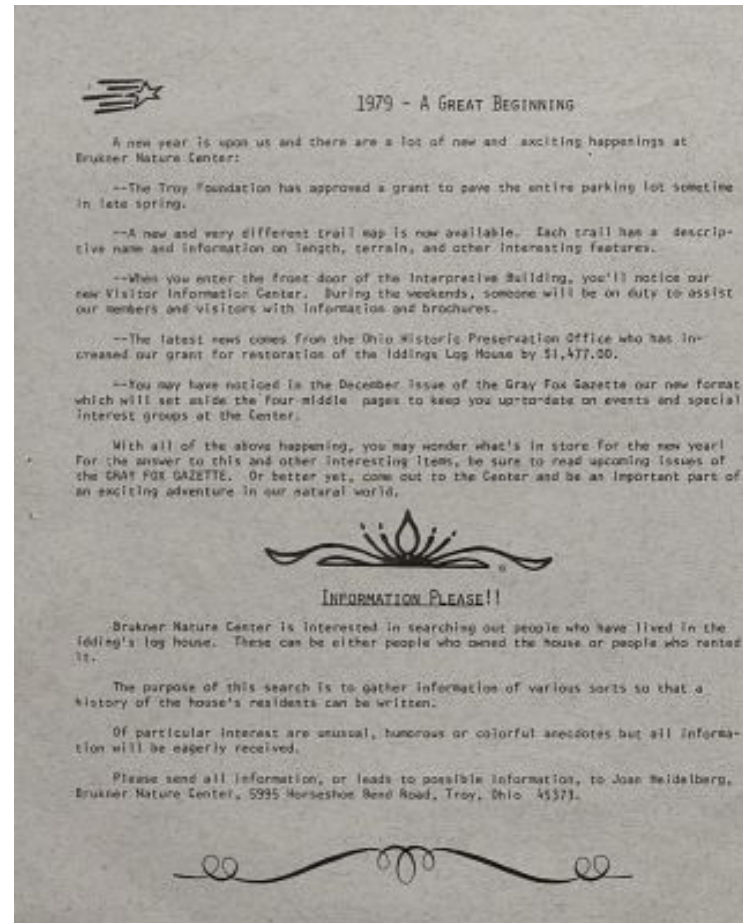 1979 - A GREAT BEGINNING
A new year is upon us and there are a lot of new and exciting happenings at
Brukner Nature Center:
--The Troy Foundation has approved a grant to pave the entire parking lot sometime
in late spring.
--A new and very different trail map is now available. Each trail has a descrip-
tive name and information on length, terrain, and other interesting features.
--When you enter the front door of the Interpretive Building, you'll notice our
new Visitor Information Center. During the weekends, someone will be on duty to assist
our members and visitors with information and brochures.
--The latest news comes from the Ohio Historic Preservation Office who has in-
creased our grant for restoration of the Iddings Log House by $1,477.00.
--You may have noticed in the December issue of the Gray Fox Gazette our new format
which will set aside the four middle pages to keep you up-to-date on events and special
interest groups at the Center.
With all of the above happening, you may wonder what's in store for the new year!
For the answer to this and other interesting items, be sure to read upcoming issues of
the GRAY FOX GAZETTE. Or better yet, come out to the Center and be an important part of
an exciting adventure in our natural world.
INFORMATION PLEASE!!
Brukner Nature Center is interested in searching out people who have lived in the
Idding's log house. These can be either people who owned the house or people who rented
it.
The purpose of this search is to gather information of various sorts so that a
history of the house's residents can be written.
Of particular interest are unusual, humorous or colorful anecdotes but all informa-
tion will be eagerly received.
Please send all information, or leads to possible information, to Joan Heidelberg,
Brukner Nature Center, 5995 Horseshoe Bend Road, Troy, Ohio 45373.